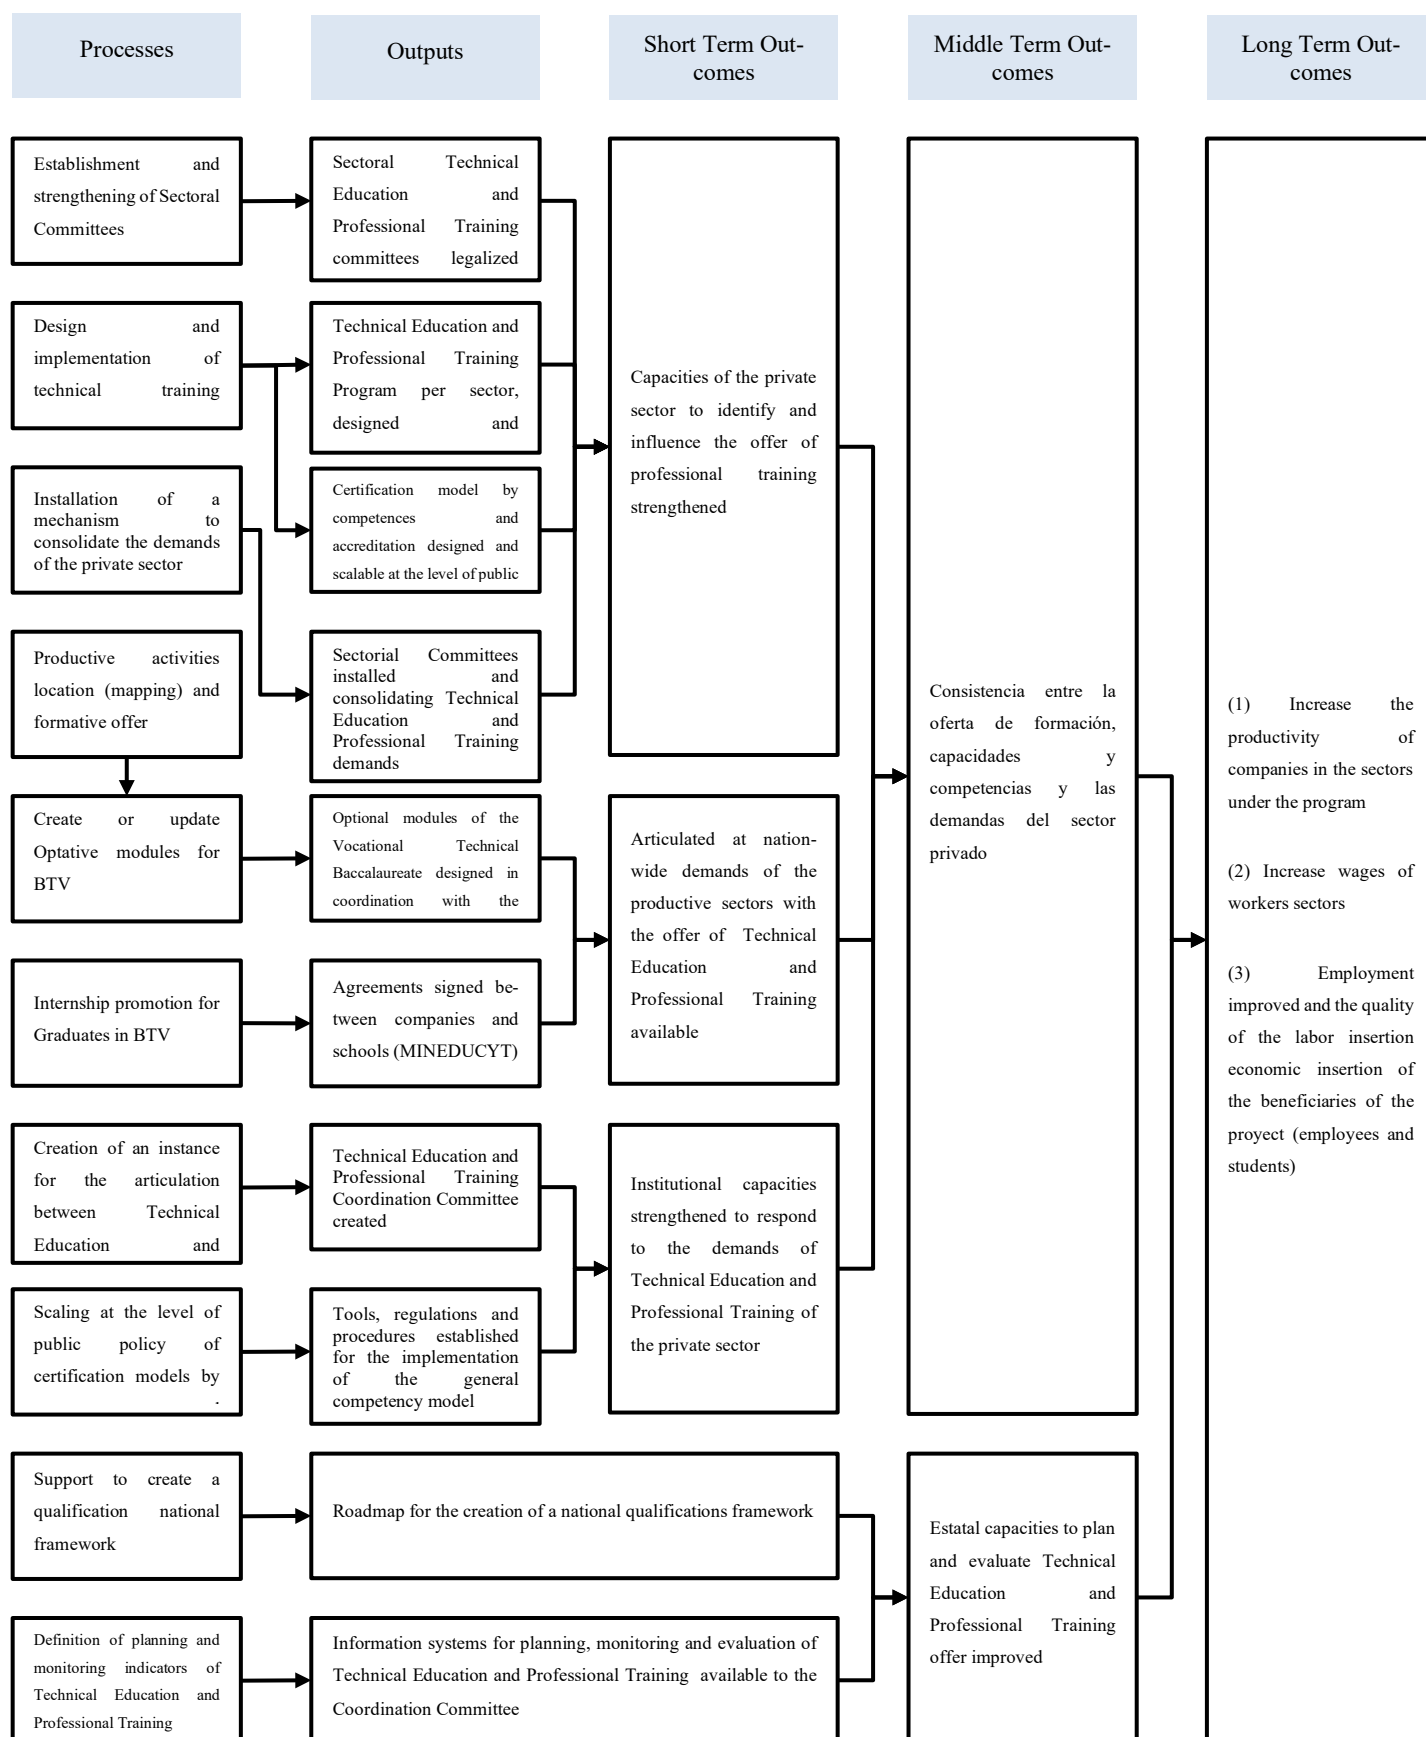 Processes
Outputs
Short Term Out-
comes
Middle Term Out-
comes
Long Term Out-
comes
Establishment and
strengthening of Sectoral
Committees
Sectoral Technical
Education and
Professional Training
committees legalized
Design and
implementation of
technical training
Technical Education and
Professional Training
Program per sector,
designed and
Certification model by
competences and
accreditation designed and
scalable at the level of public
Installation of a
mechanism to
consolidate the demands
of the private sector
Productive activities
location (mapping) and
formative offer
Sectorial Committees
installed and
consolidating Technical
Education and
Professional Training
demands
Capacities of the private
sector to identify and
influence the offer of
professional training
strengthened
Create or update
Optative modules for
BTV
Optional modules of the
Vocational Technical
Baccalaureate designed in
coordination with the
Internship promotion for
Graduates in BTV
Agreements signed be-
tween companies and
schools (MINEDUCYT)
Articulated at nation-
wide demands of the
productive sectors with
the offer of Technical
Education and
Professional Training
available
Creation of an instance
for the articulation
between Technical
Education and
Technical Education and
Professional Training
Coordination Committee
created
Scaling at the level of
public policy of
certification models by
Tools, regulations and
procedures established
for the implementation
of the general
competency model
Institutional capacities
strengthened to respond
to the demands of
Technical Education and
Professional Training of
the private sector
Consistencia entre la
oferta de formación,
capacidades y
competencias y las
demandas del sector
privado
Support to create a
qualification national
framework
Roadmap for the creation of a national qualifications framework
Definition of planning and
monitoring indicators of
Technical Education and
Professional Training
Information systems for planning, monitoring and evaluation of
Technical Education and Professional Training available to the
Coordination Committee
Estatal capacities to plan
and evaluate Technical
Education and
Professional Training
offer improved
(1) Increase the
productivity of
companies in the sectors
under the program
(2) Increase wages of
workers sectors
(3) Employment
improved and the quality
of the labor insertion
economic insertion of
the beneficiaries of the
proyect (employees and
students)